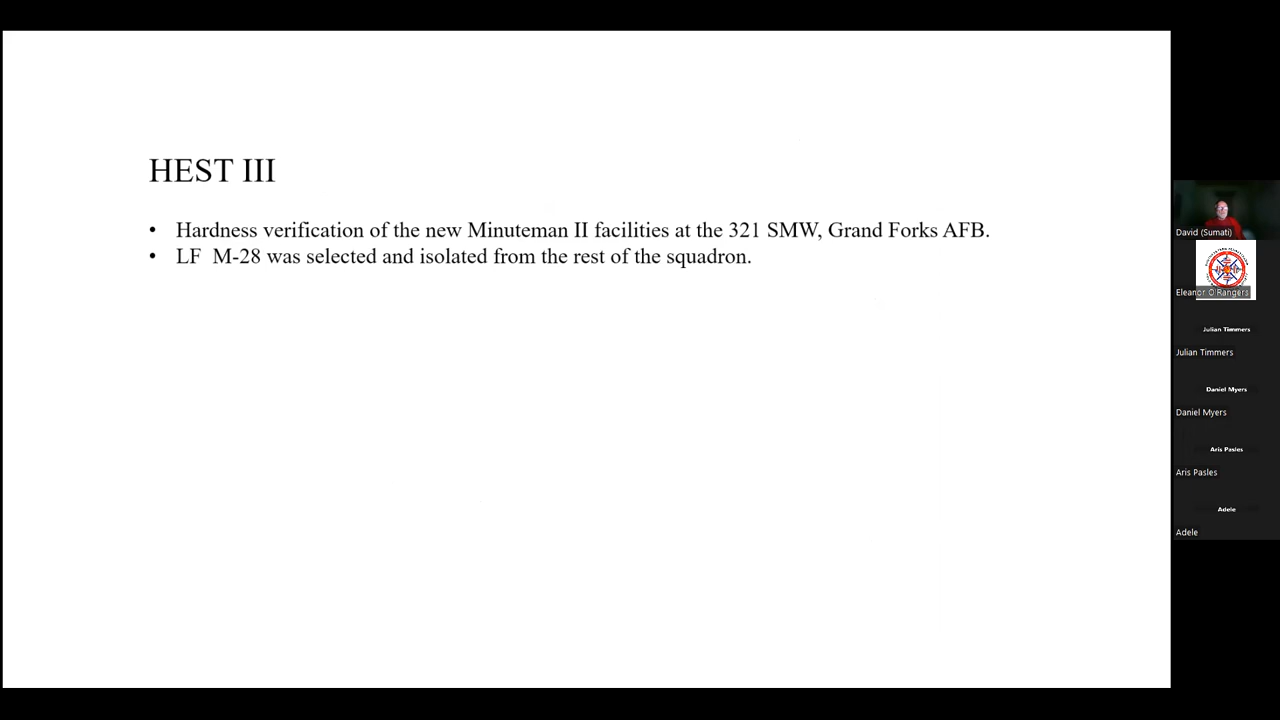 HEST III
• Hardness verification of the new Minuteman II facilities at the 321 SMW, Grand Forks AFB.
• LF M-28 was selected and isolated from the rest of the squadron.
David (Sumati)
Eleanor O'Rangers
Julian Timmers
Julian Timmers
Daniel Myers
Daniel Myers
Aris Pasles
Aris Pasles
Adele
Adele